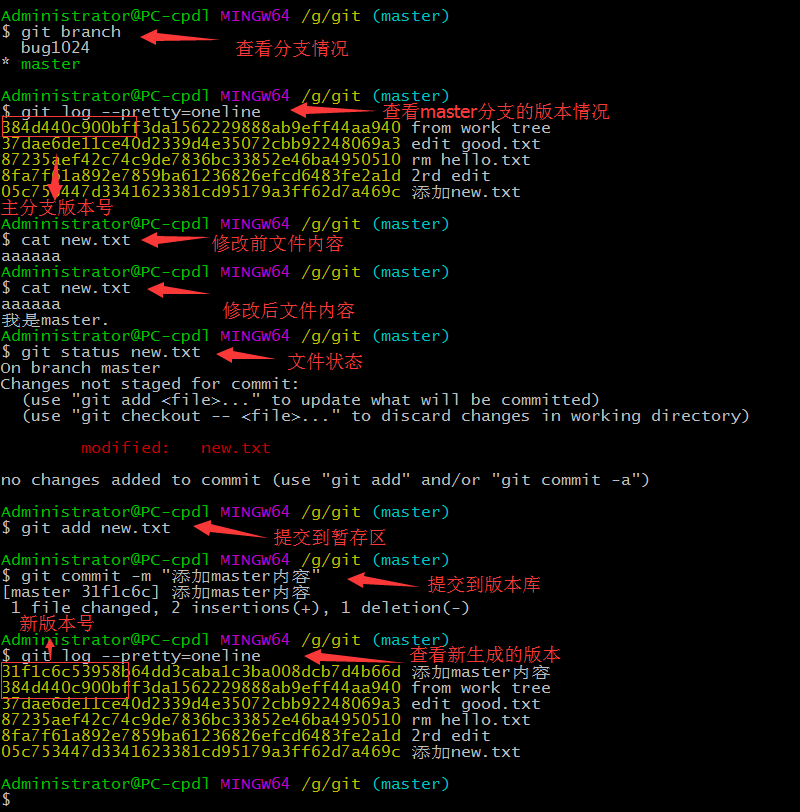 Administrator@PC-cpdl MINGW64 /g/git (master)
$ git branch
查看分支情况
bug1024
* master
Administrator@PC-cpdl MINGW64 /g/git (master)
$ git log --pretty=oneline
查看master分支的版本情况
384d440c900bff3da1562229888ab9eff44aa940 from work tree
37dae6de11ce40d2339d4e35072cbb92248069a3 edit good.txt
87235aef42c74c9de7836bc33852e46ba4950510 rm hello.txt
8fa7f61a892e7859ba61236826efcd6483fe2a1d 2rd edit
05c753447d3341623381cd95179a3ff62d7a469c 添加new.txt
主分支版本号
Administrator@PC-cpdl MINGW64 /g/git (master)
$ cat new.txt
修改前文件内容
aaaaaa
Administrator@PC-cpdl MINGW64 /g/git (master)
$ cat new.txt
aaaaaa
修改后文件内容
我是master.
Administrator@PC-cpdl MINGW64 /g/git (master)
$ git status new.txt
文件状态
On branch master
Changes not staged for commit:
(use "git add <file>..." to update what will be committed)
(use "git checkout -- <file>..." to discard changes in working directory)
modified: new.txt
no changes added to commit (use "git add" and/or "git commit -a")
Administrator@PC-cpdl MINGW64 /g/git (master)
$ git add new.txt
提交到暂存区
Administrator@PC-cpdl MINGW64 /g/git (master)
$ git commit -m "添加master内容"
提交到版本库
[master 31f1c6c] 添加master内容
1 file changed, 2 insertions(+), 1 deletion(-)
新版本号
Administrator@PC-cpdl MINGW64 /g/git (master)
$ git log --pretty=oneline
查看新生成的版本
31f1c6c53958b64dd3caba1c3ba008dcb7d4b66d 添加master内容
384d440c900bff3da1562229888ab9eff44aa940 from work tree
37dae6de11ce40d2339d4e35072cbb92248069a3 edit good.txt
87235aef42c74c9de7836bc33852e46ba4950510 rm hello.txt
8fa7f61a892e7859ba61236826efcd6483fe2a1d 2rd edit
05c753447d3341623381cd95179a3ff62d7a469c 添加new.txt
Administrator@PC-cpdl MINGW64 /g/git (master)
$